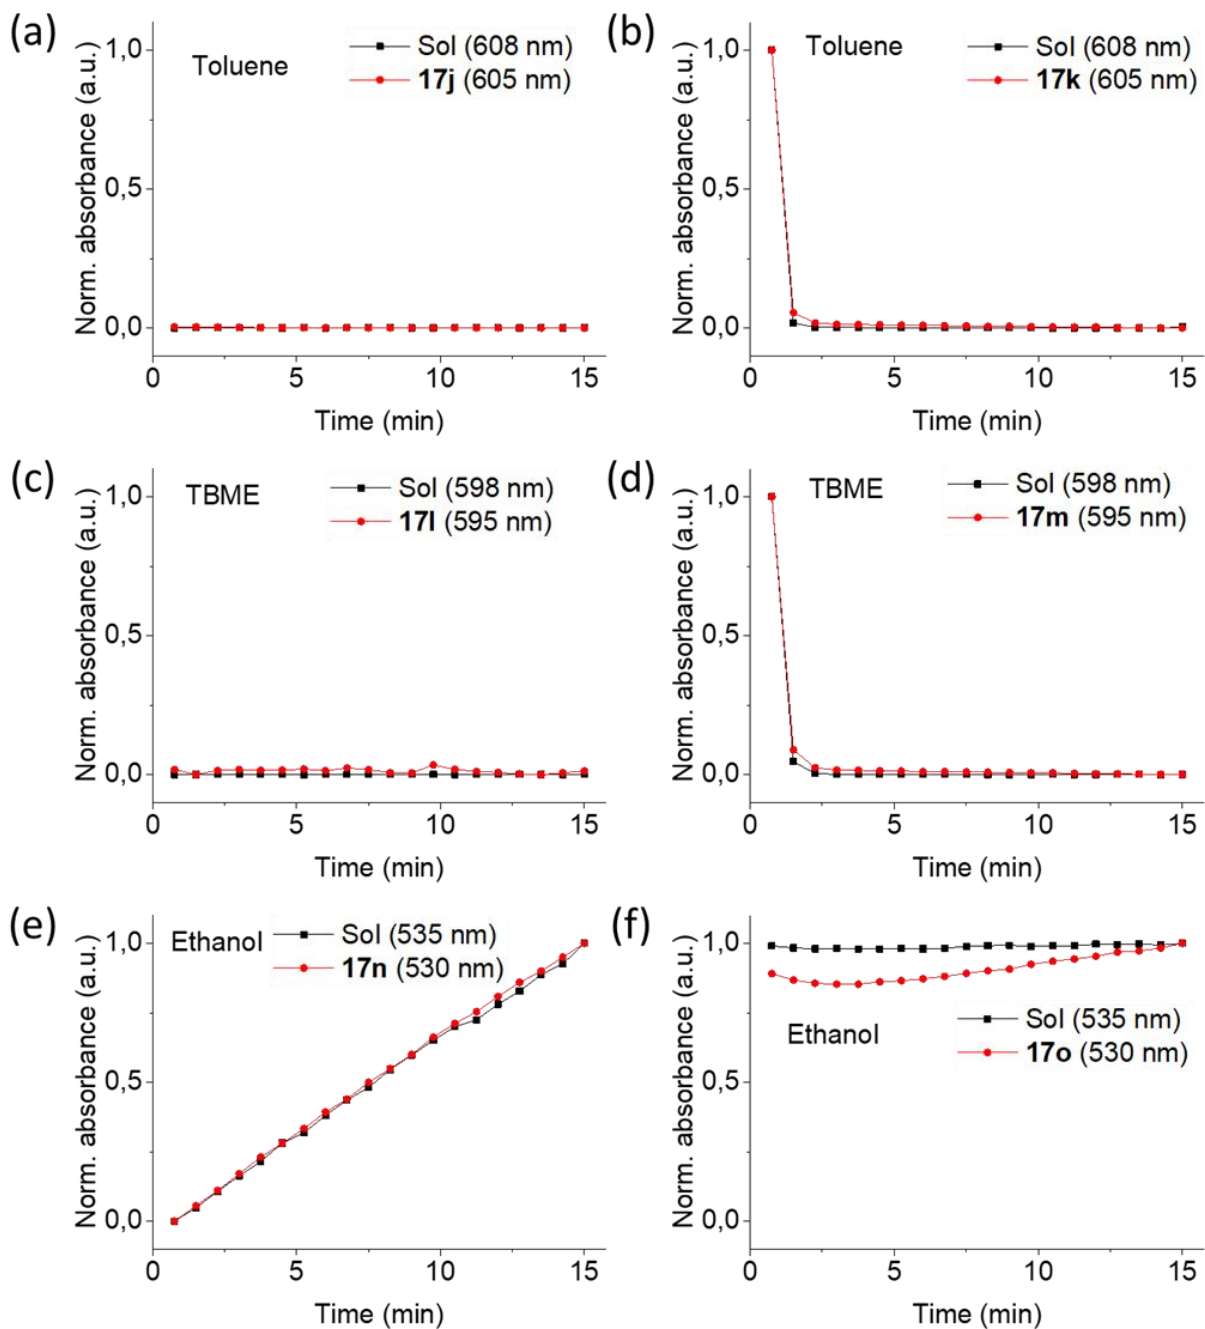 (a)
Toluene
Sol (608 nm)
17j (605 nm)
Norm. absorbance (a.u.)
1,0
0,5
0,0
0
5
10
15
Time (min)
(b)
Toluene
Sol (608 nm)
17k (605 nm)
Norm. absorbance (a.u.)
1,0
0,5
0,0
0
5
10
15
Time (min)
(c)
TBME
Sol (598 nm)
17l (595 nm)
Norm. absorbance (a.u.)
1,0
0,5
0,0
0
5
10
15
Time (min)
(d)
TBME
Sol (598 nm)
17m (595 nm)
Norm. absorbance (a.u.)
1,0
0,5
0,0
0
5
10
15
Time (min)
(e)
Ethanol
Sol (535 nm)
17n (530 nm)
Norm. absorbance (a.u.)
1,0
0,5
0,0
0
5
10
15
Time (min)
(f)
Sol (535 nm)
17o (530 nm)
Ethanol
Norm. absorbance (a.u.)
1,0
0,5
0,0
0
5
10
15
Time (min)